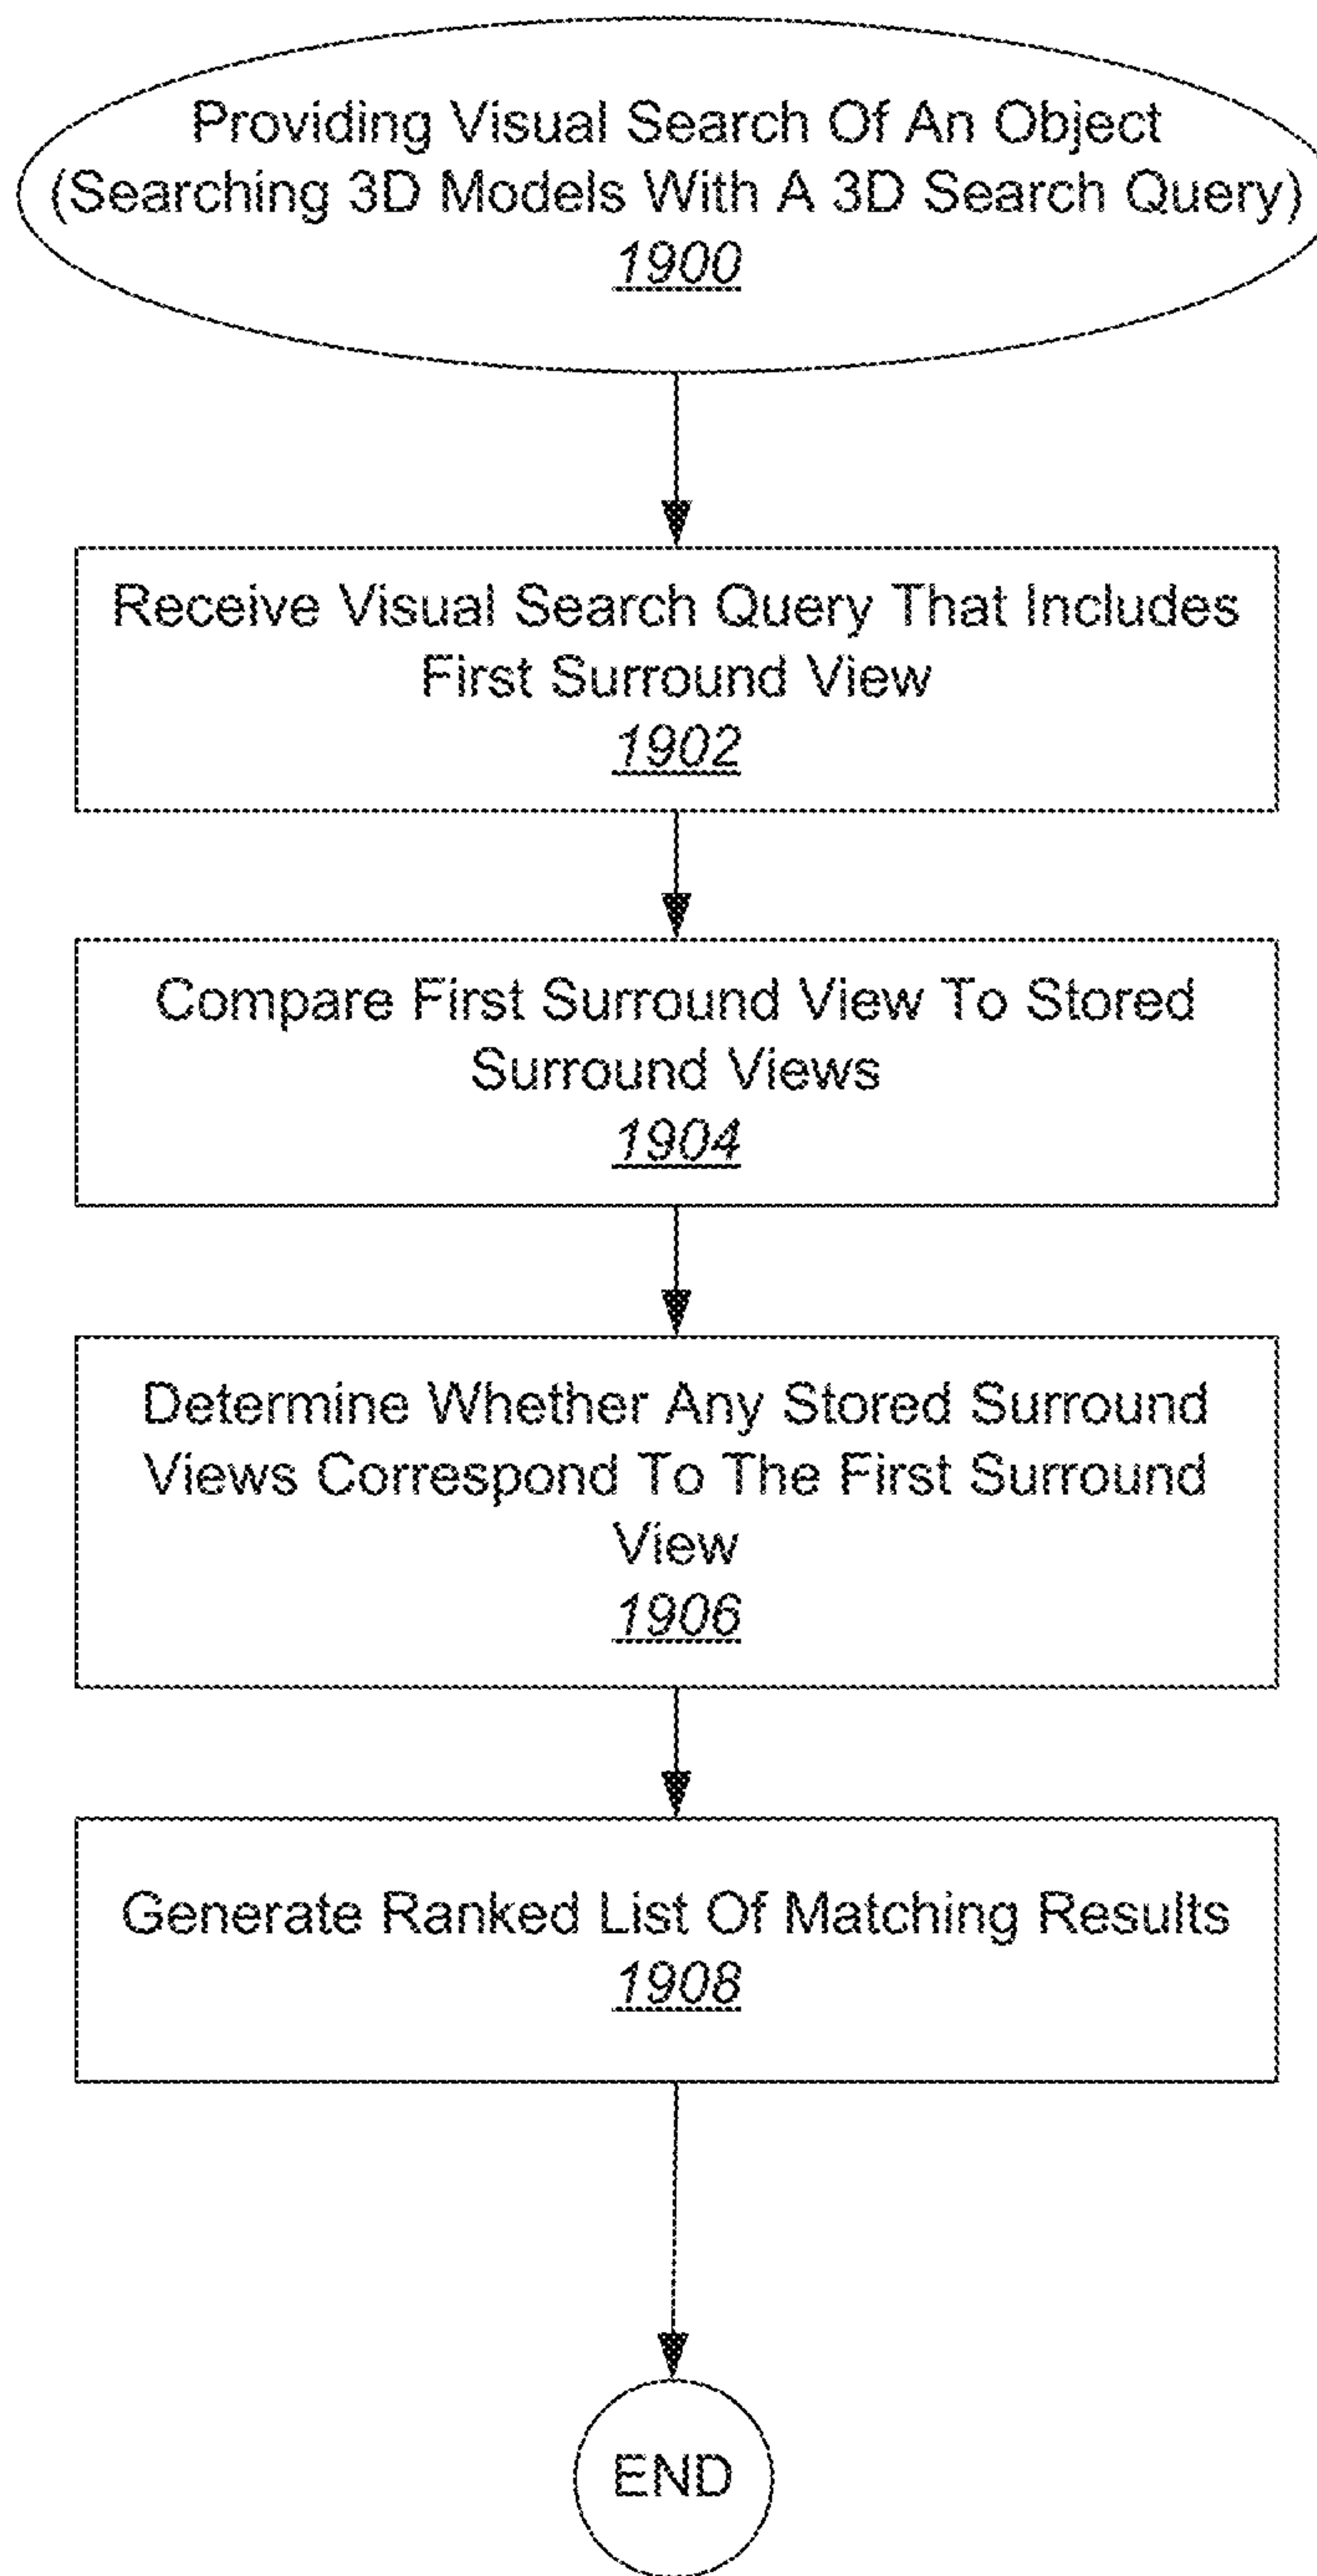 Providing Visual Search Of An Object
(Searching 3D Models With A 3D Search Query)
1900
Receive Visual Search Query That Includes
First Surround View
1902
Compare First Surround View To Stored
Surround Views
1904
Determine Whether Any Stored Surround
Views Correspond To The First Surround
View
1906
Generate Ranked List Of Matching Results
1908
END